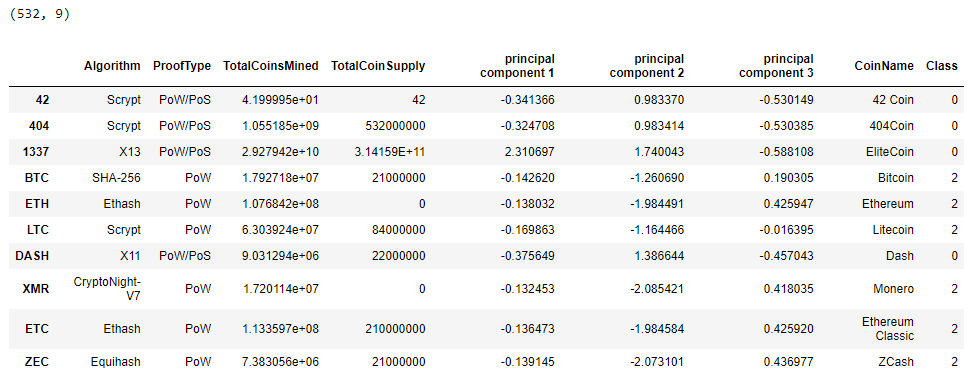 (532, 9)
Algorithm ProofType TotalCoinsMined TotalCoinSupply principal component 1 principal component 2 principal component 3 CoinName Class
42 Scrypt PoW/PoS 4.199995e+01 42 -0.341366 0.983370 -0.530149 42 Coin 0
404 Scrypt PoW/PoS 1.055185e+09 532000000 -0.324708 0.983414 -0.530385 404Coin 0
1337 X13 PoW/PoS 2.927942e+10 3.14159E+11 2.310697 1.740043 -0.588108 EliteCoin 0
BTC SHA-256 PoW 1.792718e+07 21000000 -0.142620 -1.260690 0.190305 Bitcoin 2
ETH Ethash PoW 1.076842e+08 0 -0.138032 -1.984491 0.425947 Ethereum 2
LTC Scrypt PoW 6.303924e+07 84000000 -0.169863 -1.164466 -0.016395 Litecoin 2
DASH X11 PoW/PoS 9.031294e+06 22000000 -0.375649 1.386644 -0.457043 Dash 0
XMR CryptoNight-V7 PoW 1.720114e+07 0 -0.132453 -2.085421 0.418035 Monero 2
ETC Ethash PoW 1.133597e+08 210000000 -0.136473 -1.984584 0.425920 Ethereum Classic 2
ZEC Equihash PoW 7.383056e+06 21000000 -0.139145 -2.073101 0.436977 ZCash 2